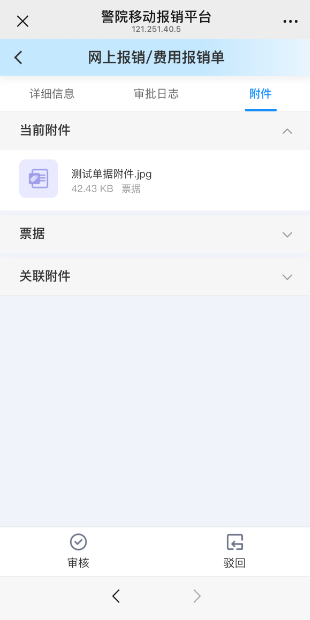 警院移动报销平台
121.251.40.5
网上报销/费用报销单
详细信息
审批日志
附件
当前附件
测试单据附件.jpg
42.43 KB 票据
票据
关联附件
审核
驳回